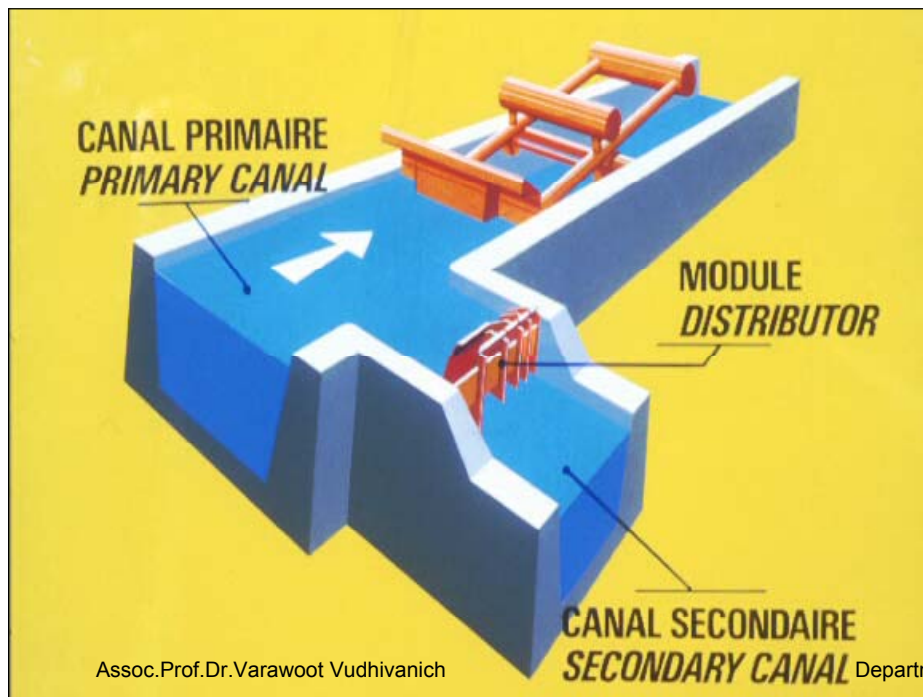 CANAL PRIMAIRE
PRIMARY CANAL
MODULE
DISTRIBUTOR
CANAL SECONDAIRE
SECONDARY CANAL
Assoc.Prof.Dr.Varawoot Vudhivanich